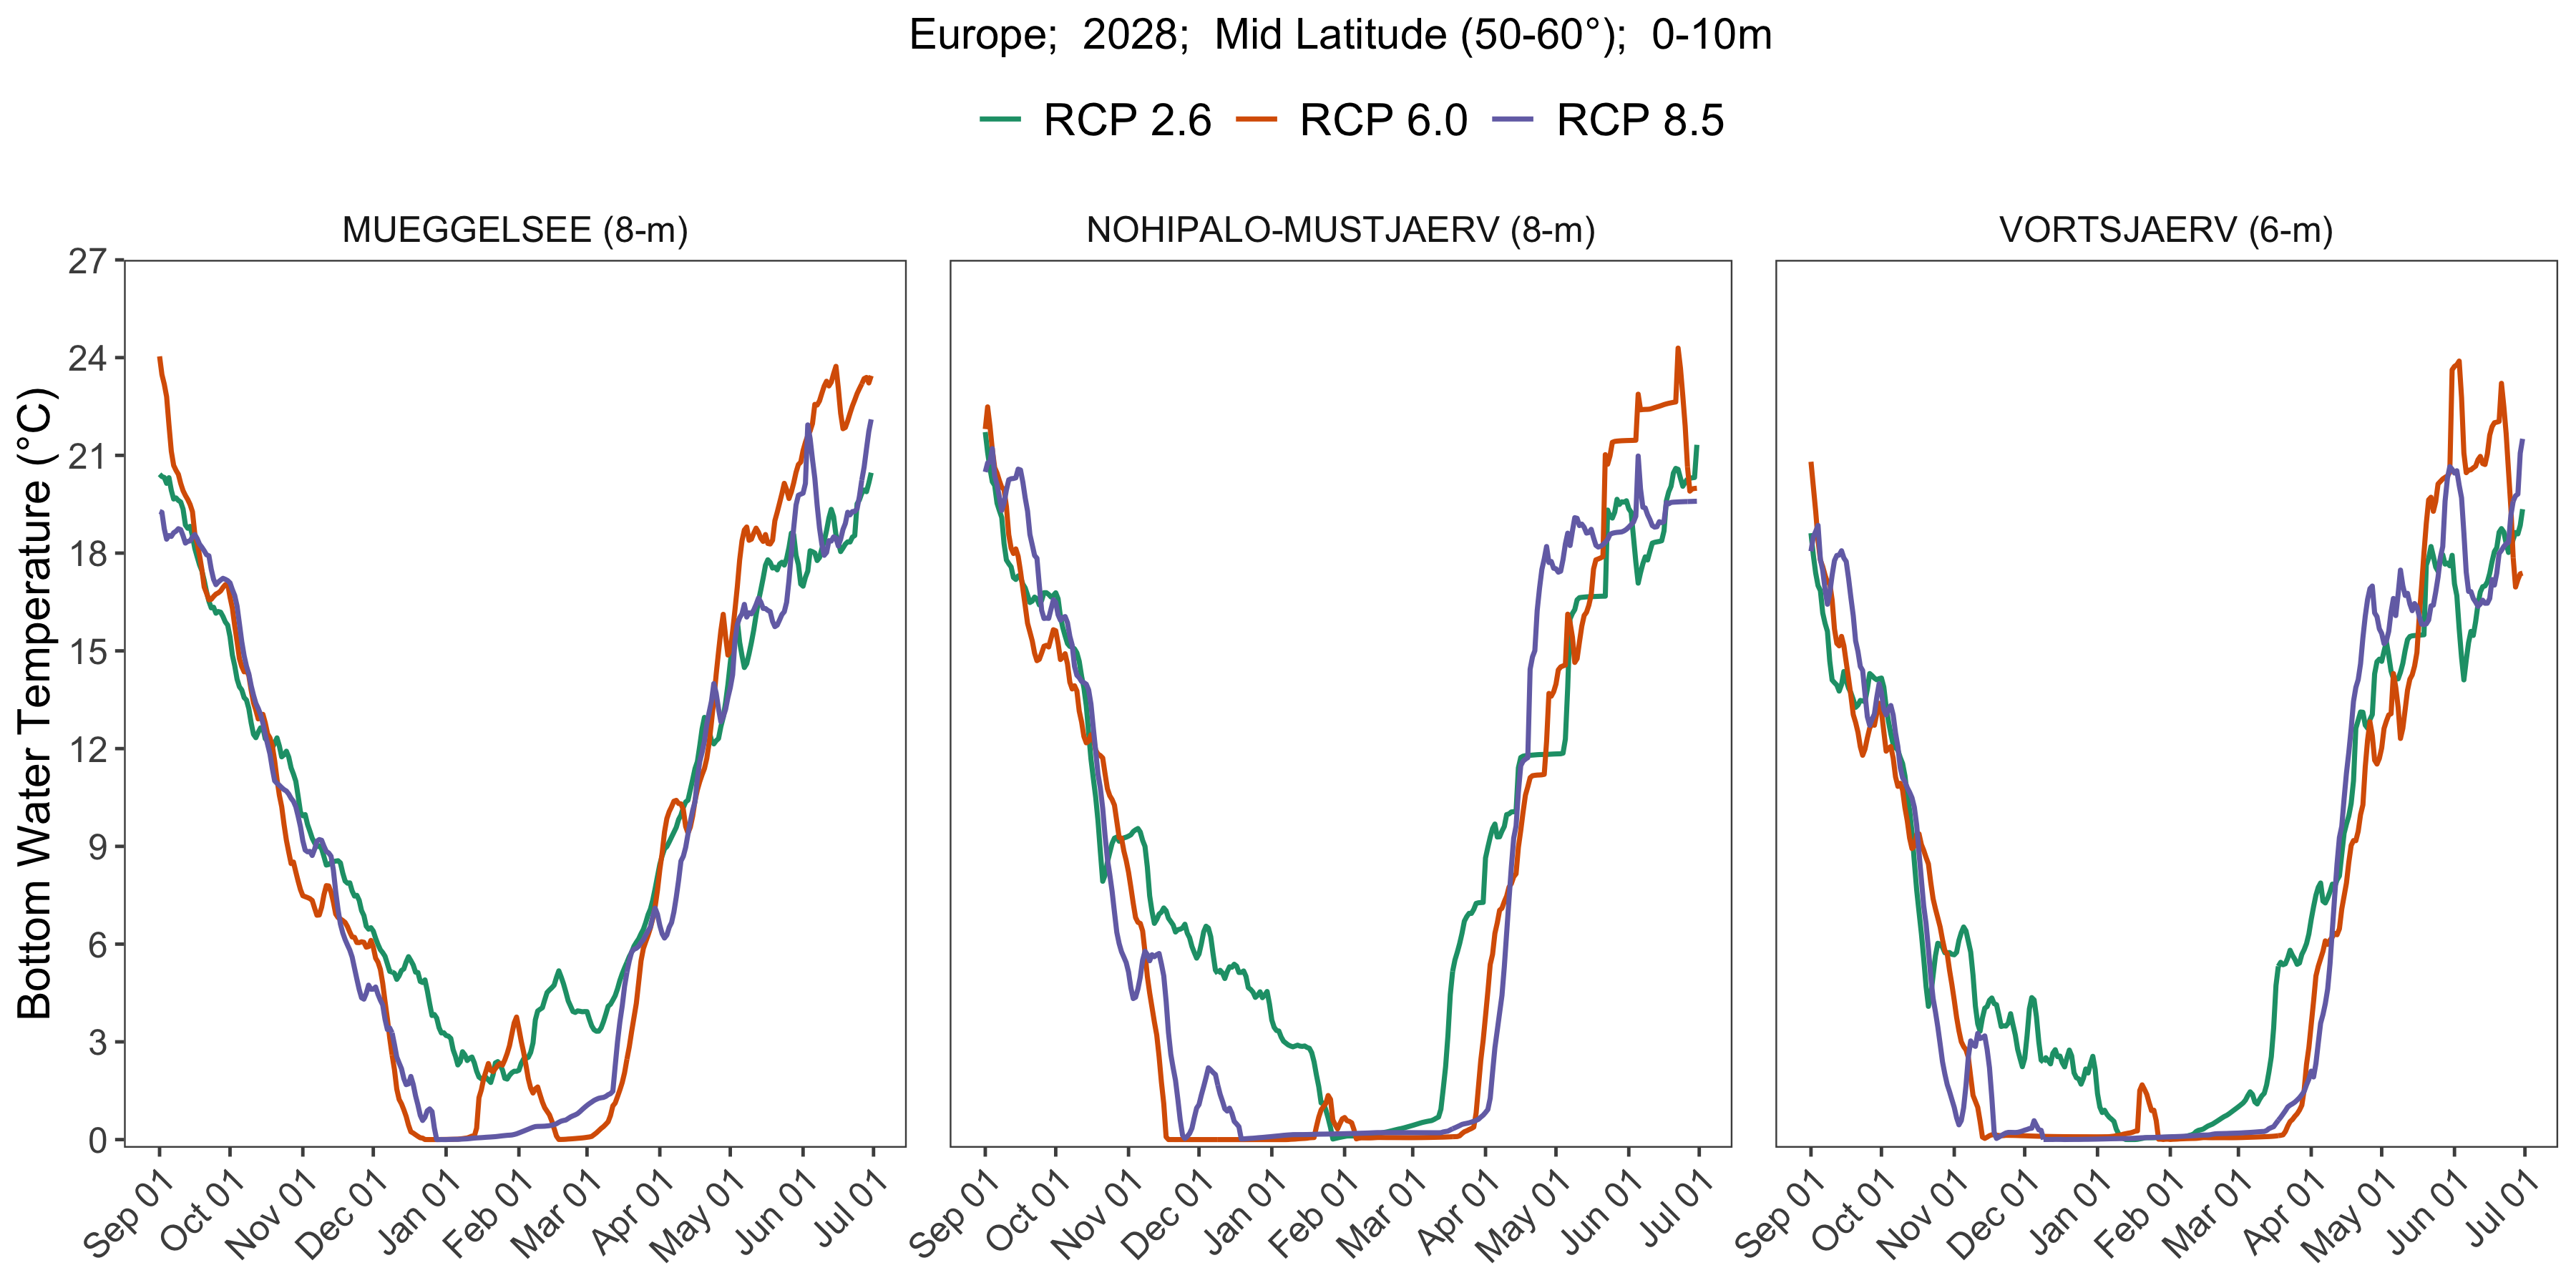 Europe;  2028;  Mid Latitude (50-60°);  0-10m
RCP 2.6 RCP 6.0 RCP 8.5
MUEGGELSEE (8-m)
NOHIPALO-MUSTJAERV (8-m)
VORTSJAERV (6-m)
Bottom Water Temperature (°C)
27
24
21
18
15
12
9
6
3
0
Sep 01 Oct 01 Nov 01 Dec 01 Jan 01 Feb 01 Mar 01 Apr 01 May 01 Jun 01 Jul 01
Sep 01 Oct 01 Nov 01 Dec 01 Jan 01 Feb 01 Mar 01 Apr 01 May 01 Jun 01 Jul 01
Sep 01 Oct 01 Nov 01 Dec 01 Jan 01 Feb 01 Mar 01 Apr 01 May 01 Jun 01 Jul 01